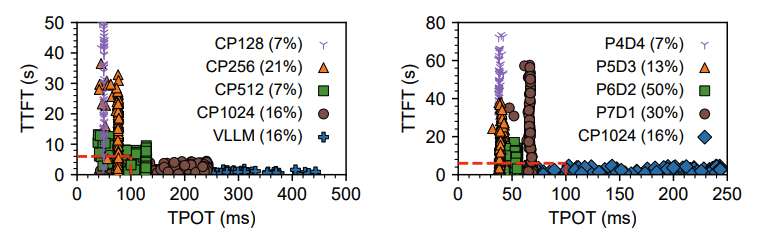 50
40
30
20
10
0
TTFT (s)
CP128 (7%)
CP256 (21%)
CP512 (7%)
CP1024 (16%)
VLLM (16%)
0 100 200 300 400 500
TPOT (ms)
80
60
40
20
0
TTFT (s)
P4D4 (7%)
P5D3 (13%)
P6D2 (50%)
P7D1 (30%)
CP1024 (16%)
0 50 100 150 200 250
TPOT (ms)